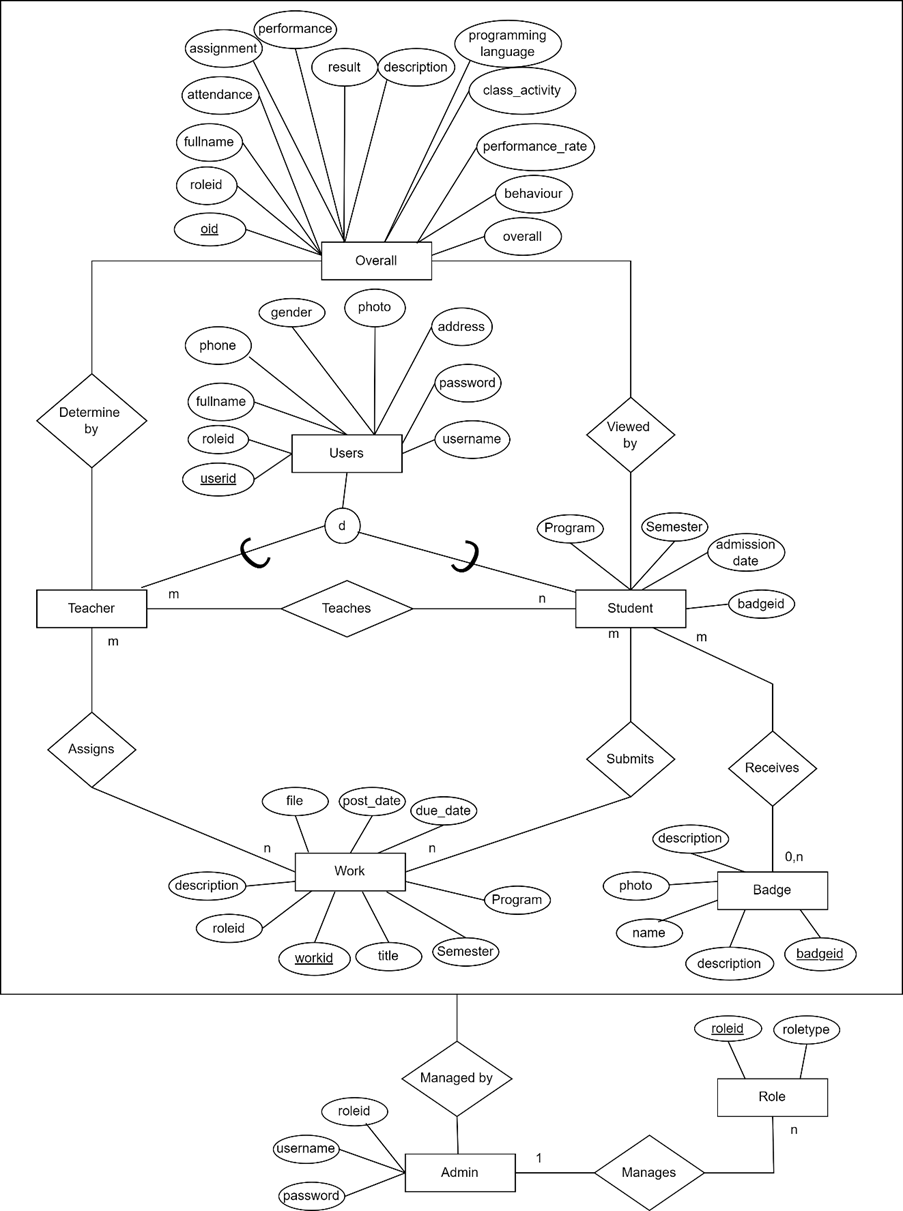 performance
programming
language
assignment
result
description
class_activity
attendance
fullname
performance_rate
roleid
behaviour
oid
overall
Overall
gender
photo
address
phone
password
fullname
roleid
username
Users
userid
Determine
by
Viewed
by
d
Program
Semester
admission
date
m
n
badgeid
Teacher
Teaches
Student
m
m
m
Assigns
Submits
Receives
file
post_date
due_date
n
n
description
0,n
Work
description
photo
Badge
Program
roleid
name
workid
title
Semester
description
badgeid
roleid
roletype
Managed by
Role
roleid
n
username
1
Admin
Manages
password